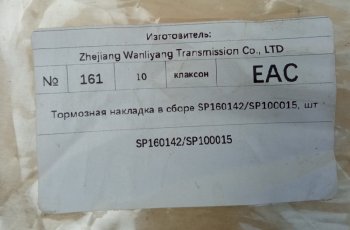 Изготовитель:
Zhejiang Wanliyang Transmission Co., LTD
№ 161 10 клаксон EAC
Тормозная накладка в сборе SP160142/SP100015, шт
SP160142/SP100015